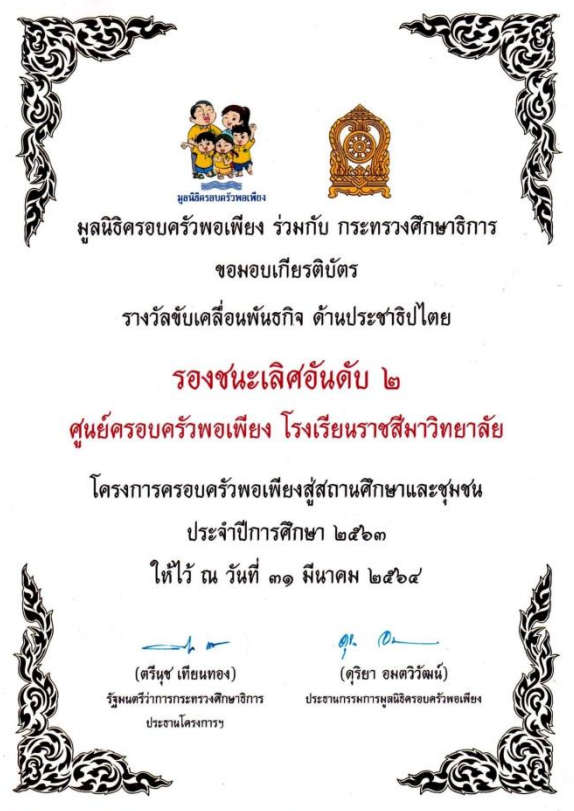 มูลนิธิครอบครัวพอเพียง
มูลนิธิครอบครัวพอเพียง ร่วมกับ กระทรวงศึกษาธิการ
ขอมอบเกียรติบัตร
รางวัลขับเคลื่อนพันธกิจ ด้านประชาธิปไตย
รองชนะเลิศอันดับ ๒
ศูนย์ครอบครัวพอเพียง โรงเรียนราชสีมาวิทยาลัย
โครงการครอบครัวพอเพียงสู่สถานศึกษาและชุมชน
ประจำปีการศึกษา ๒๕๖๓
ให้ไว้ ณ วันที่ ๓๑ มีนาคม ๒๕๖๔
(ตรีนุช เทียนทอง)
รัฐมนตรีว่าการกระทรวงศึกษาธิการ
ประธานโครงการฯ
(ดุริยา อมตวิวัฒน์)
ประธานกรรมการมูลนิธิครอบครัวพอเพียง